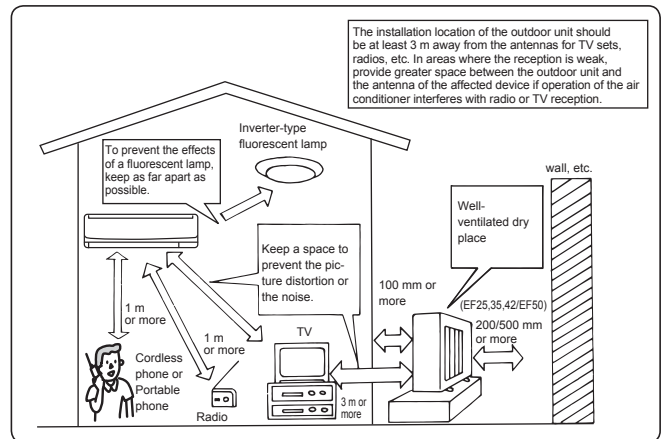 The installation location of the outdoor unit should
be at least 3 m away from the antennas for TV sets,
radios, etc. In areas where the reception is weak,
provide greater space between the outdoor unit and
the antenna of the affected device if operation of the air
conditioner interferes with radio or TV reception.
Inverter-type
fluorescent lamp
To prevent the effects
of a fluorescent lamp,
keep as far apart as
possible.
wall, etc.
Well-
ventilated dry
place
Keep a space to
prevent the pic-
ture distortion or
the noise.
100 mm or
more
(EF25,35,42/EF50)
200/500 mm
or more
1 m
or more
1 m
or more
TV
Cordless
phone or
Portable
phone
Radio
3 m or
more